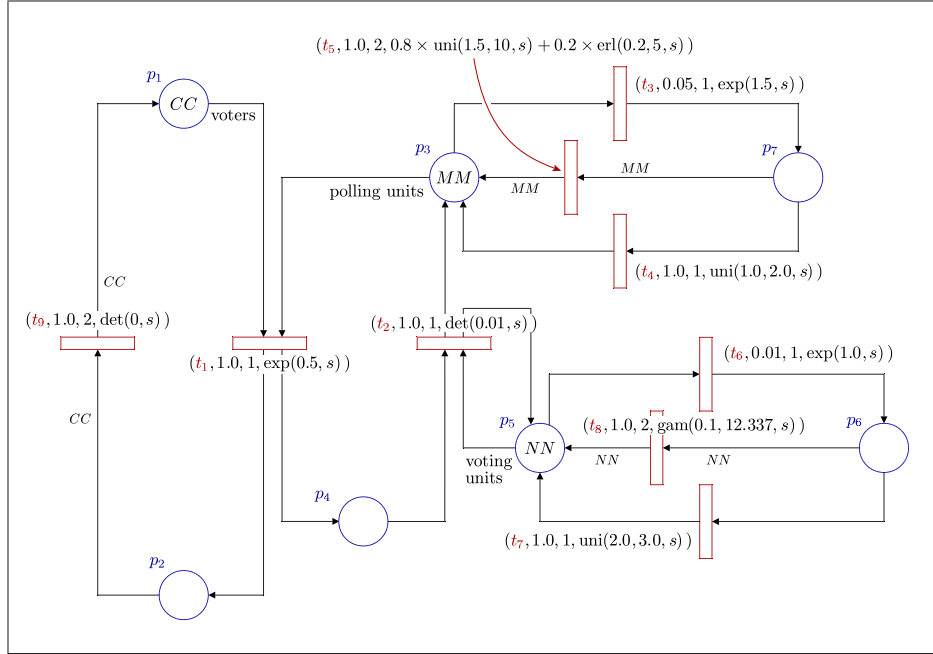 (t₅, 1.0, 2, 0.8 × uni(1.5, 10, s) + 0.2 × erl(0.2, 5, s) )
p₁
(t₃, 0.05, 1, exp(1.5, s) )
CC
voters
p₃
p₇
MM
MM
MM
polling units
CC
(t₄, 1.0, 1, uni(1.0, 2.0, s) )
(t₉, 1.0, 2, det(0, s) )
(t₂, 1.0, 1, det(0.01, s) )
(t₁, 1.0, 1, exp(0.5, s) )
(t₆, 0.01, 1, exp(1.0, s) )
CC
p₅
(t₈, 1.0, 2, gam(0.1, 12.337, s) )
p₆
NN
NN
NN
voting
units
p₄
(t₇, 1.0, 1, uni(2.0, 3.0, s) )
p₂